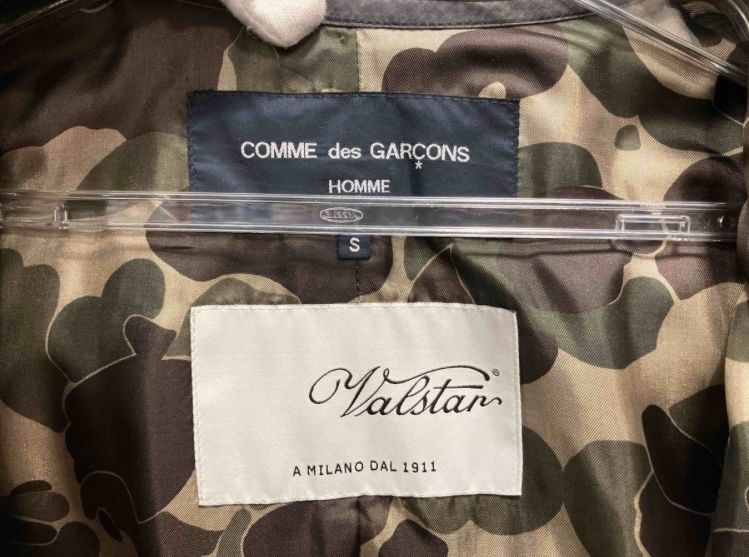 COMME des GARÇONS
*
HOMME
S
Valstar®
A MILANO DAL 1911